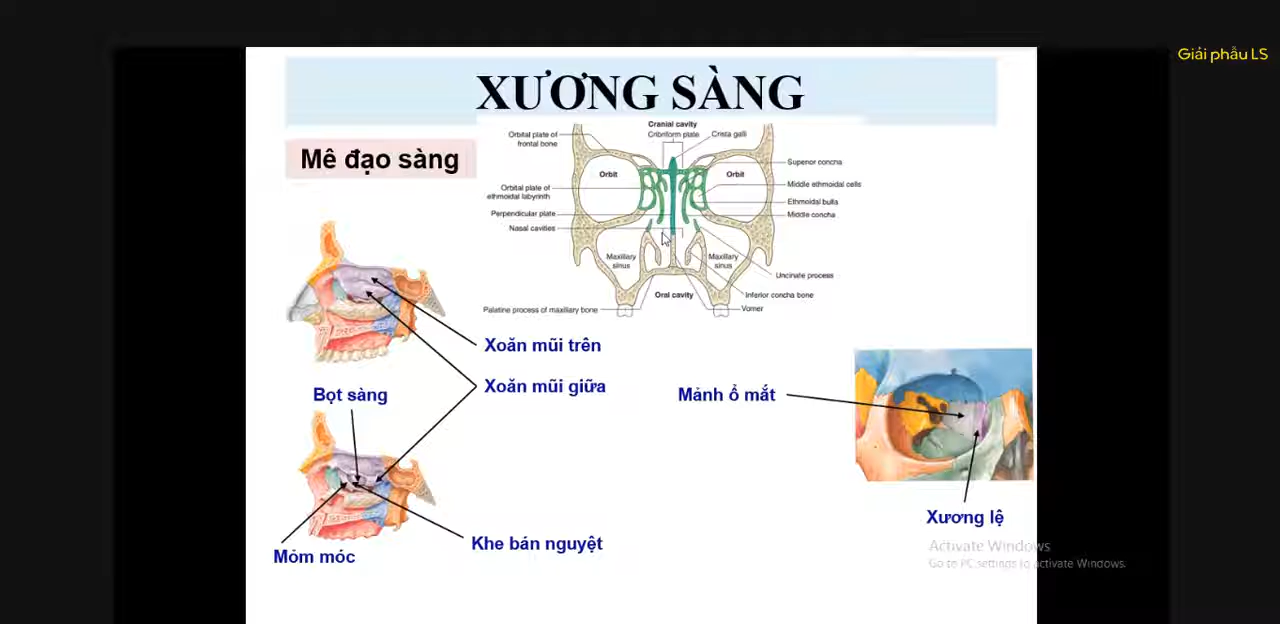 Giải phẫu LS
XƯƠNG SÀNG
Mê đạo sàng
Cranial cavity
Orbital plate of
frontal bone
Cribriform plate
Crista galli
Superior concha
Orbit
Orbit
Middle ethmoidal cells
Orbital plate of
ethmoidal labyrinth
Ethmoidal bulla
Perpendicular plate
Middle concha
Nasal cavities
Maxillary
sinus
Maxillary
sinus
Uncinate process
Oral cavity
Inferior concha bone
Palatine process of maxillary bone
Vomer
Xoăn mũi trên
Xoăn mũi giữa
Bọt sàng
Mảnh ổ mắt
Xương lệ
Khe bán nguyệt
Mỏm móc
Activate Windows
Go to PC settings to activate Windows.